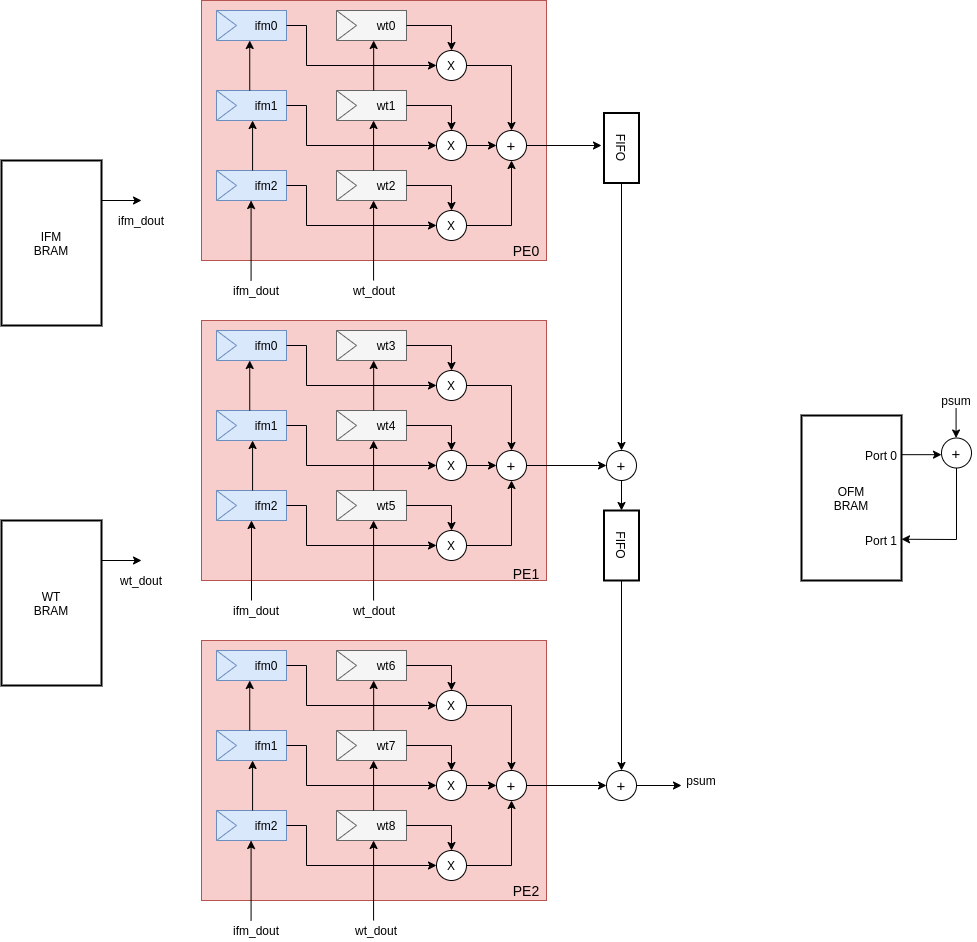 ifm0
wt0
X
ifm1
wt1
X
+
ifm2
wt2
X
PE0
ifm_dout
wt_dout
FIFO
IFM
BRAM
ifm_dout
ifm0
wt3
X
ifm1
wt4
X
+
+
ifm2
wt5
X
PE1
ifm_dout
wt_dout
FIFO
WT
BRAM
wt_dout
ifm0
wt6
X
ifm1
wt7
X
+
+
psum
ifm2
wt8
X
PE2
ifm_dout
wt_dout
psum
+
Port 0
OFM
BRAM
Port 1